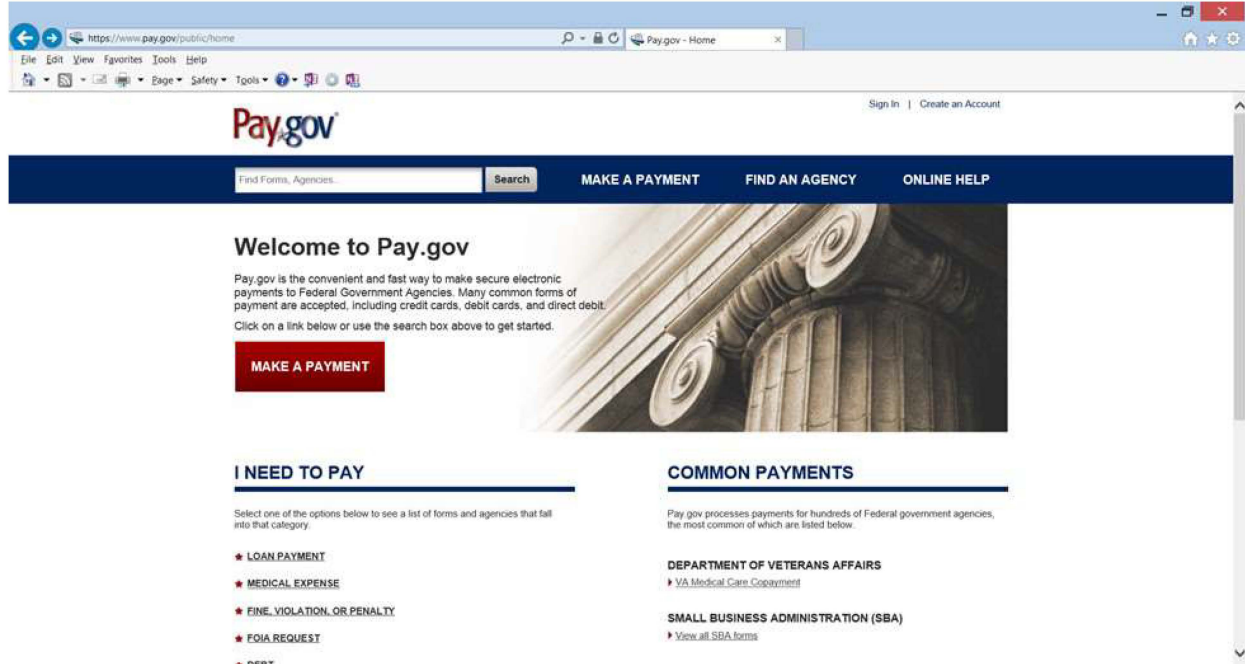 https://www.pay.gov/public/home
Pay.gov - Home
File Edit View Favorites Tools Help
Page Safety Tools
Sign In | Create an Account
Pay.gov
Find Forms, Agencies..
Search
MAKE A PAYMENT
FIND AN AGENCY
ONLINE HELP
Welcome to Pay.gov
Pay.gov is the convenient and fast way to make secure electronic
payments to Federal Government Agencies. Many common forms of
payment are accepted, including credit cards, debit cards, and direct debit.
Click on a link below or use the search box above to get started.
MAKE A PAYMENT
I NEED TO PAY
Select one of the options below to see a list of forms and agencies that fall
into that category.
LOAN PAYMENT
MEDICAL EXPENSE
FINE, VIOLATION, OR PENALTY
FOIA REQUEST
DEBT
COMMON PAYMENTS
Pay.gov processes payments for hundreds of Federal government agencies,
the most common of which are listed below.
DEPARTMENT OF VETERANS AFFAIRS
VA Medical Care Copayment
SMALL BUSINESS ADMINISTRATION (SBA)
View all SBA forms